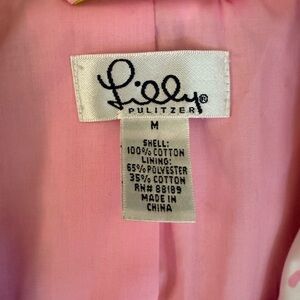 Lilly®
PULITZER
M
SHELL:
100% COTTON
LINING:
65% POLYESTER
35% COTTON
RN# 88189
MADE IN
CHINA